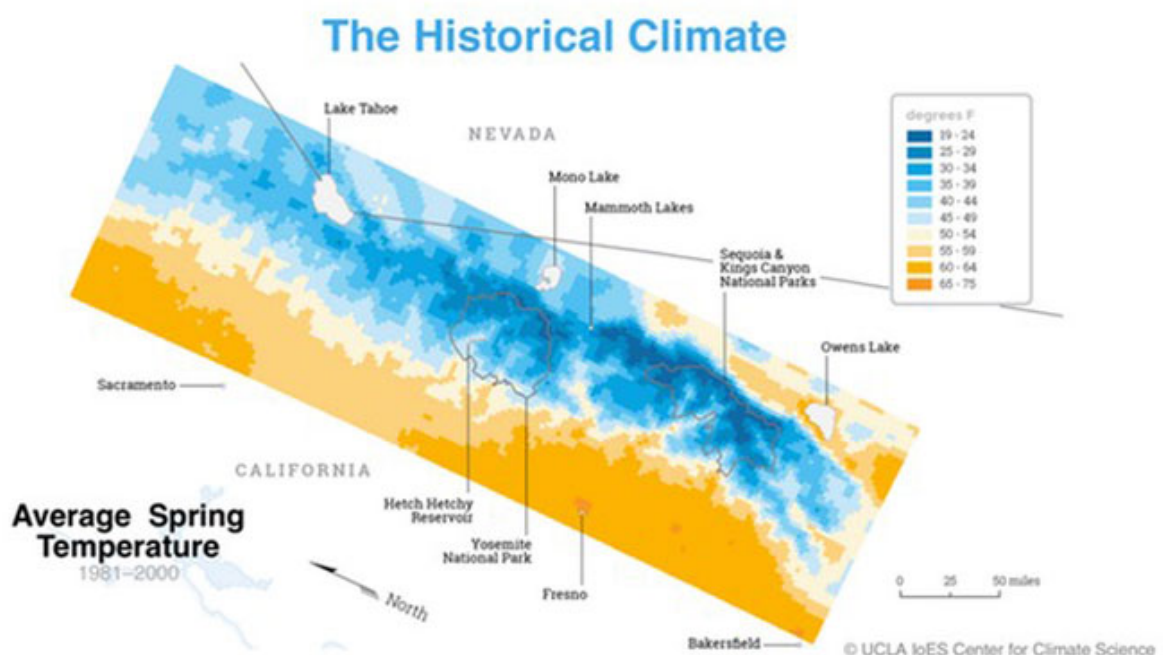 The Historical Climate
Lake Tahoe
NEVADA
Mono Lake
Mammoth Lakes
Sequoia &
Kings Canyon
National Parks
degrees F
19 - 24
25 - 29
30 - 34
35 - 39
40 - 44
45 - 49
50 - 54
55 - 59
60 - 64
65 - 75
Owens Lake
Sacramento
CALIFORNIA
Average Spring
Temperature
1981–2000
Hetch Hetchy
Reservoir
Yosemite
National Park
North
Fresno
0 25 50 miles
Bakersfield
© UCLA IoES Center for Climate Science